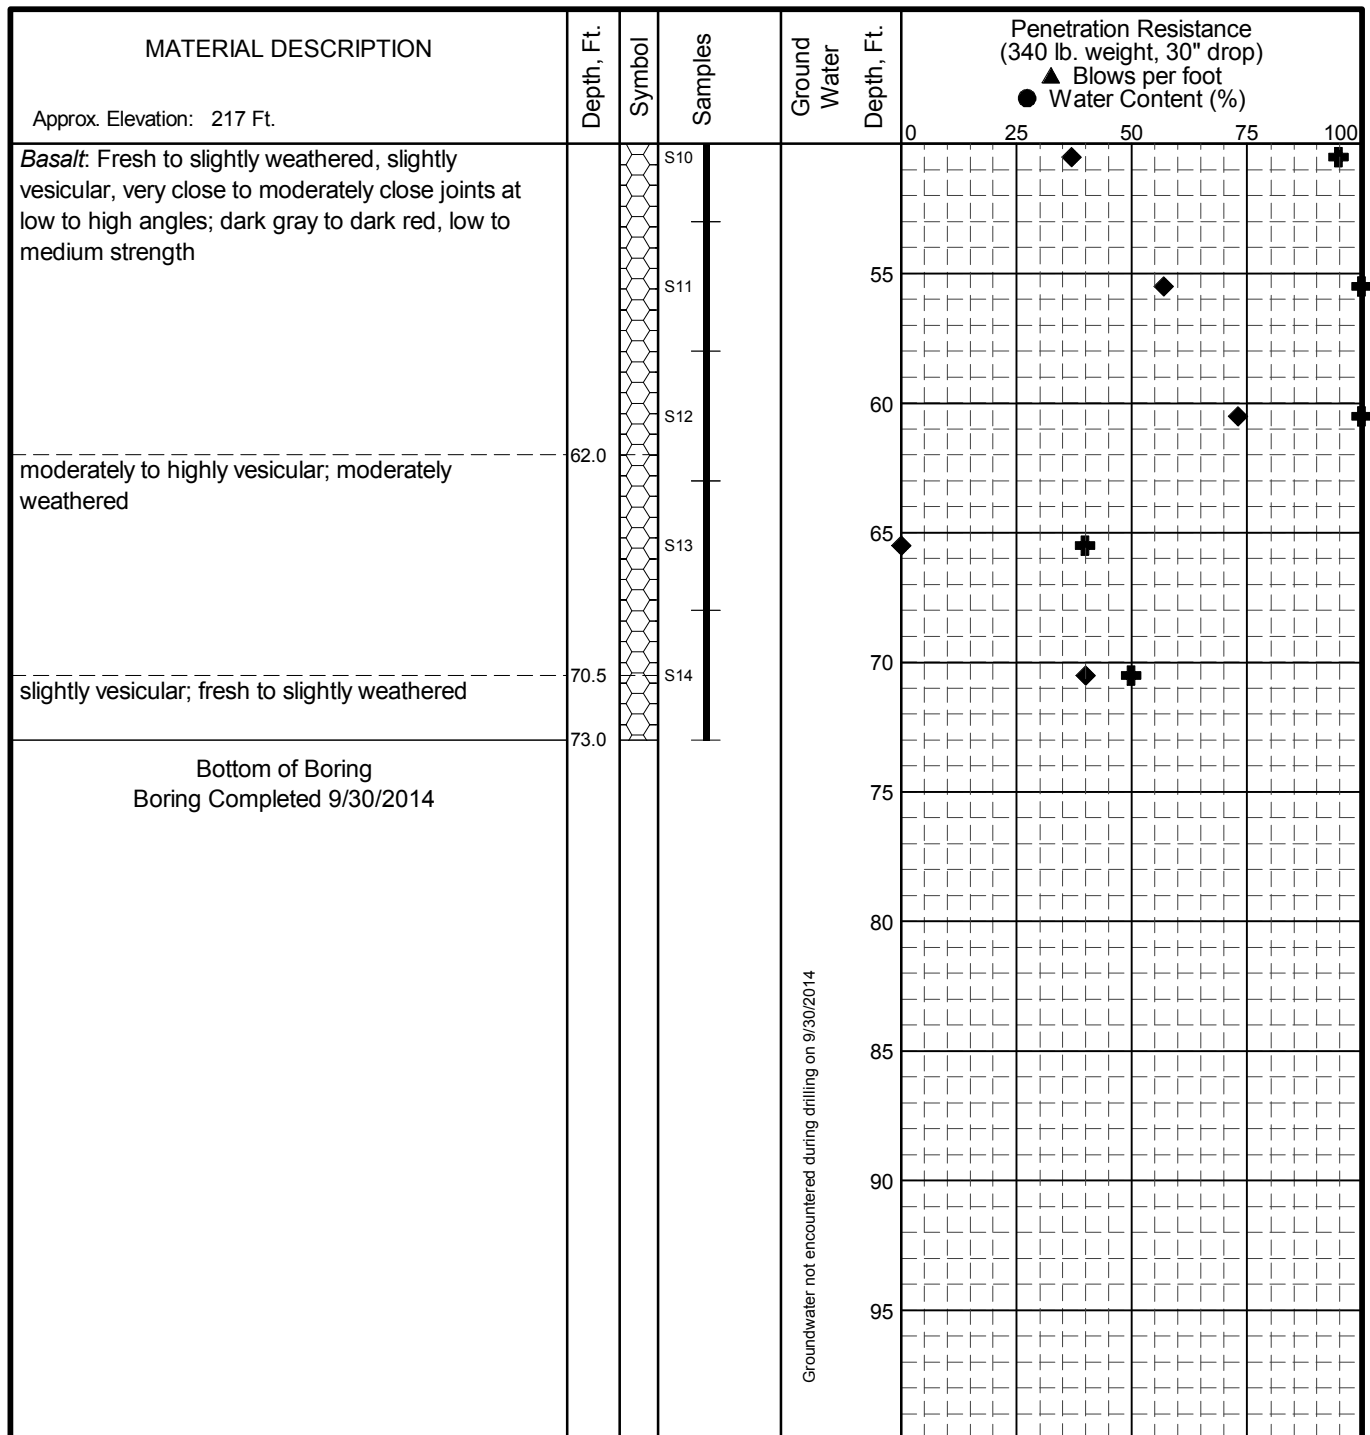 MATERIAL DESCRIPTION
Approx. Elevation: 217 Ft.
Depth, Ft.
Symbol
Samples
Ground
Water
Depth, Ft.
Penetration Resistance
(340 lb. weight, 30" drop)
▲ Blows per foot
● Water Content (%)
0 25 50 75 100
Basalt: Fresh to slightly weathered, slightly
vesicular, very close to moderately close joints at
low to high angles; dark gray to dark red, low to
medium strength
S10
55
S11
60
S12
62.0
moderately to highly vesicular; moderately
weathered
65
S13
70
70.5
S14
slightly vesicular; fresh to slightly weathered
73.0
Bottom of Boring
Boring Completed 9/30/2014
75
80
85
90
95
Groundwater not encountered during drilling on 9/30/2014